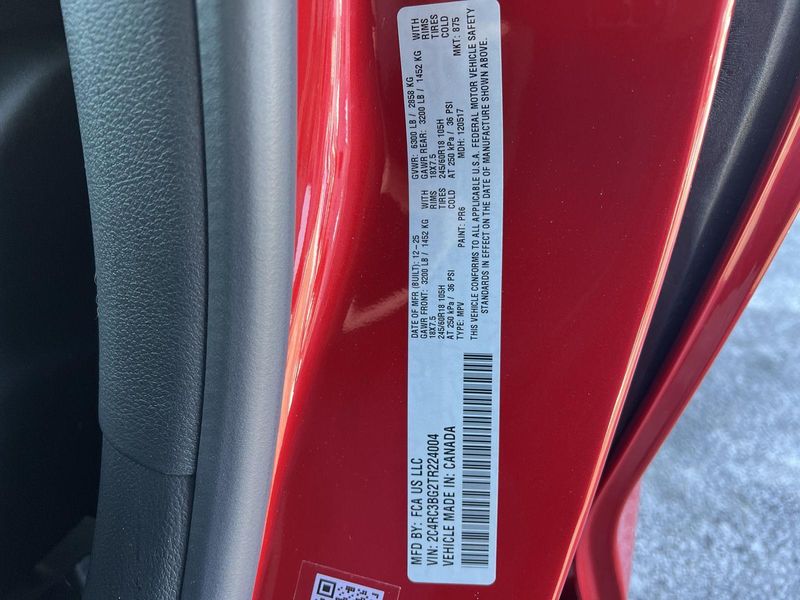 MFD BY: FCA US LLC
DATE OF MFR (BUILT): 12-25
GVWR: 6300 LB / 2858 KG
GAWR FRONT: 3200 LB / 1452 KG WITH
GAWR REAR: 3200 LB / 1452 KG WITH
18X7.5 RIMS
18X7.5 RIMS
245/60R18 105H TIRES
245/60R18 105H TIRES
AT 250 kPa / 36 PSI COLD
AT 250 kPa / 36 PSI COLD
TYPE: MPV
PAINT: PR6
MDH: 120517
MKT: 875
THIS VEHICLE CONFORMS TO ALL APPLICABLE U.S.A. FEDERAL MOTOR VEHICLE SAFETY
STANDARDS IN EFFECT ON THE DATE OF MANUFACTURE SHOWN ABOVE.
VIN: 2C4RC3BG2TR224004
VEHICLE MADE IN: CANADA